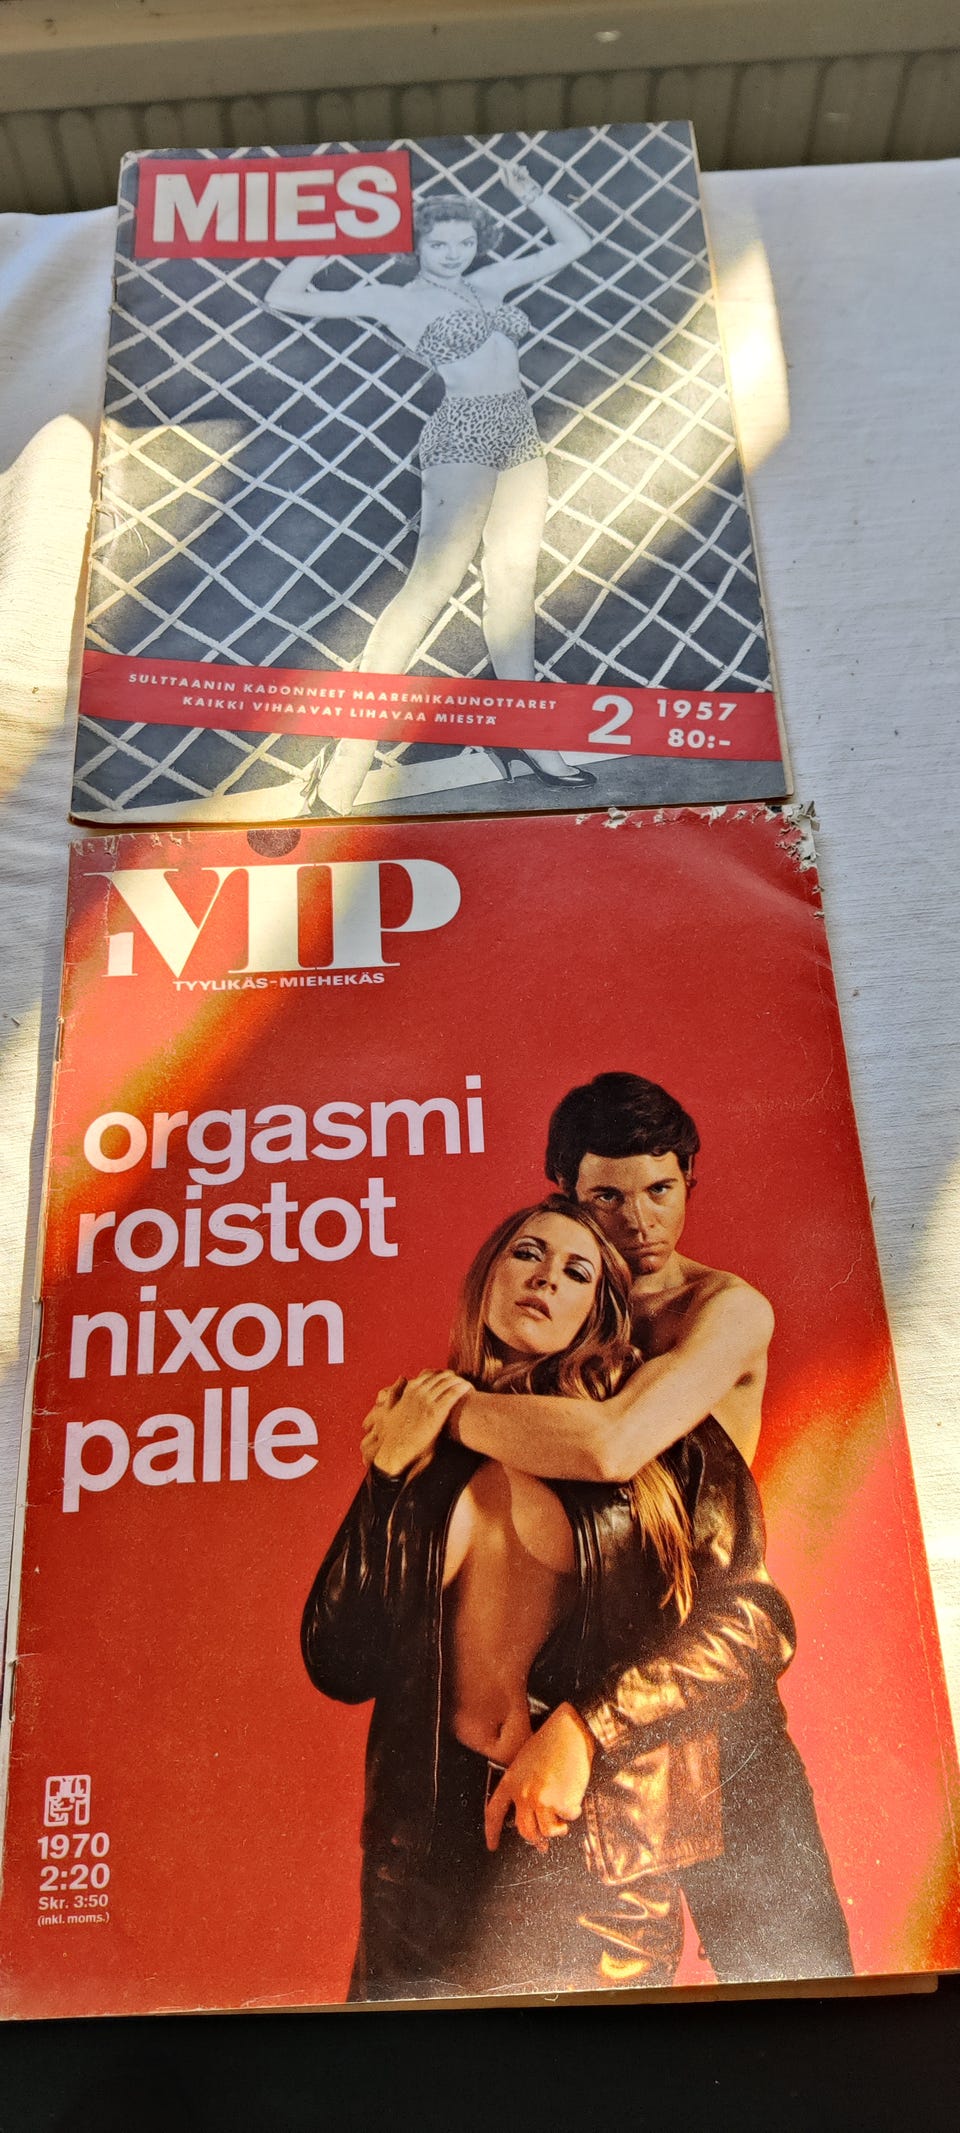 MIES
SULTTAANIN KADONNEET HAAREMIKAUNOTTARET
KAIKKI VIHAAVAT LIHAVAA MIESTÄ
2
1957
80:-
1 VIP
TYYLIKÄS-MIEHEKÄS
orgasmi
roistot
nixon
palle
1970
2:20
Skr. 3:50
(inkl. moms.)